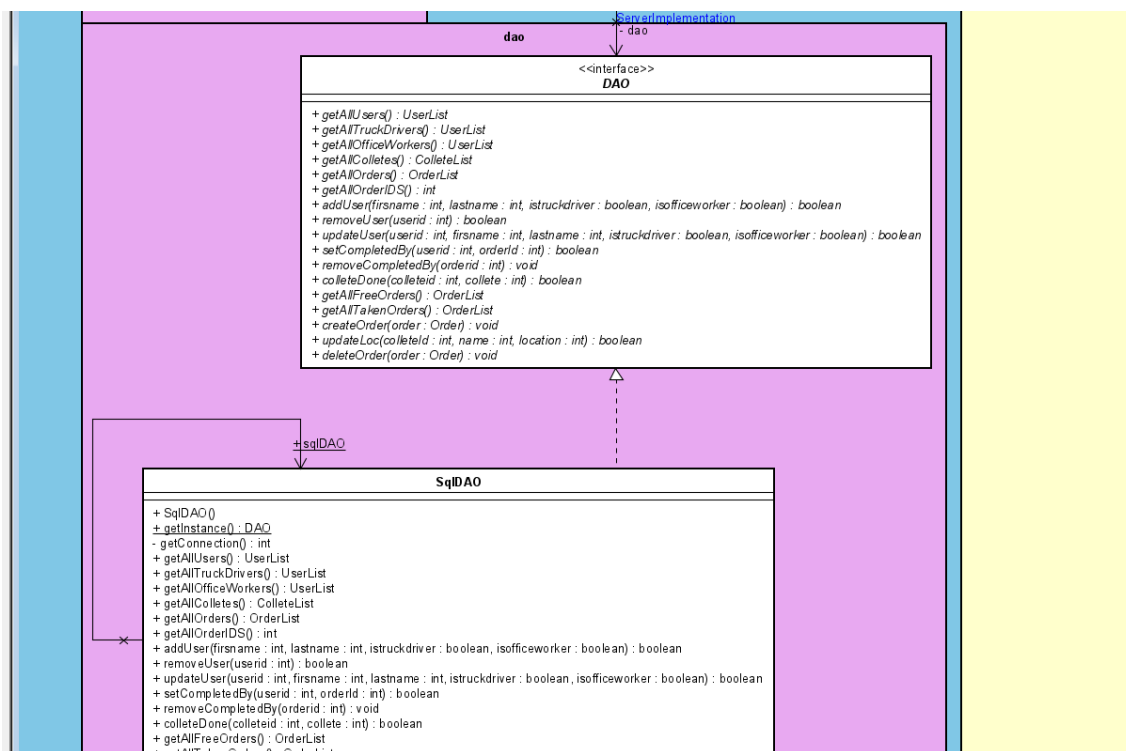 ServerImplementation
- dao
dao
<<interface>>
DAO
+ getAllUsers() : UserList
+ getAllTruckDrivers() : UserList
+ getAllOfficeWorkers() : UserList
+ getAllColletes() : ColleteList
+ getAllOrders() : OrderList
+ getAllOrderIDS() : int
+ addUser(firsname : int, lastname : int, istruckdriver : boolean, isofficeworker : boolean) : boolean
+ removeUser(userid : int) : boolean
+ updateUser(userid : int, firsname : int, lastname : int, istruckdriver : boolean, isofficeworker : boolean) : boolean
+ setCompletedBy(userid : int, orderId : int) : boolean
+ removeCompletedBy(orderid : int) : void
+ colleteDone(colleteid : int, collete : int) : boolean
+ getAllFreeOrders() : OrderList
+ getAllTakenOrders() : OrderList
+ createOrder(order : Order) : void
+ updateLoc(colleteId : int, name : int, location : int) : boolean
+ deleteOrder(order : Order) : void
+ sqlDAO
SqlDAO
+ SqlDAO()
+ getInstance() : DAO
- getConnection() : int
+ getAllUsers() : UserList
+ getAllTruckDrivers() : UserList
+ getAllOfficeWorkers() : UserList
+ getAllColletes() : ColleteList
+ getAllOrders() : OrderList
+ getAllOrderIDS() : int
+ addUser(firsname : int, lastname : int, istruckdriver : boolean, isofficeworker : boolean) : boolean
+ removeUser(userid : int) : boolean
+ updateUser(userid : int, firsname : int, lastname : int, istruckdriver : boolean, isofficeworker : boolean) : boolean
+ setCompletedBy(userid : int, orderId : int) : boolean
+ removeCompletedBy(orderid : int) : void
+ colleteDone(colleteid : int, collete : int) : boolean
+ getAllFreeOrders() : OrderList